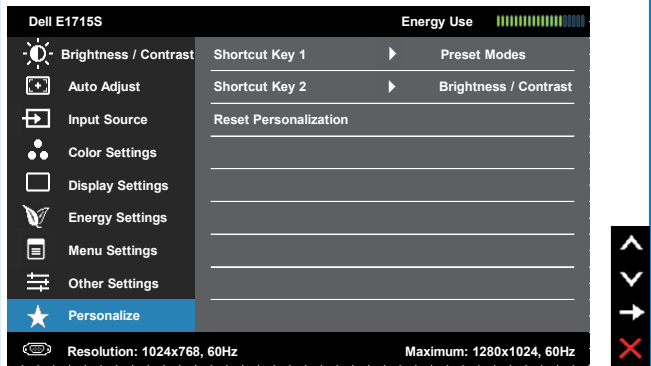 Dell E1715S Energy Use
Brightness / Contrast Shortcut Key 1 Preset Modes
Auto Adjust Shortcut Key 2 Brightness / Contrast
Input Source Reset Personalization
Color Settings
Display Settings
Energy Settings
Menu Settings
Other Settings
Personalize
Resolution: 1024x768, 60Hz Maximum: 1280x1024, 60Hz